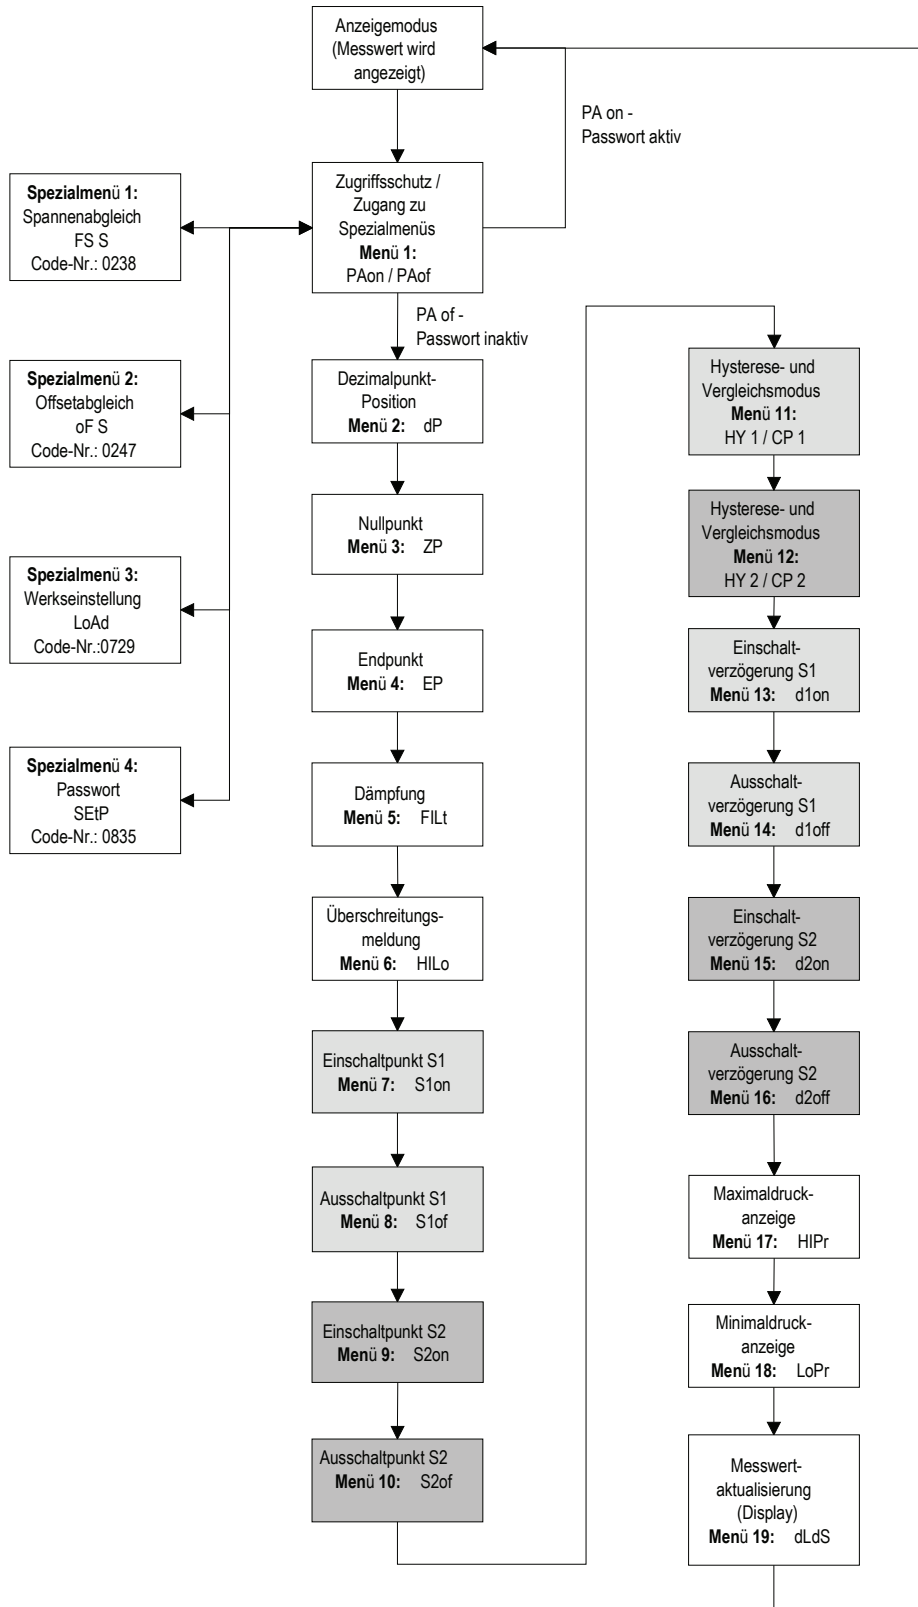 Anzeigemodus
(Messwert wird
angezeigt)
PA on -
Passwort aktiv
Zugriffsschutz /
Zugang zu
Spezialmenüs
Menü 1:
PAon / PAof
Spezialmenü 1:
Spannenabgleich
FS S
Code-Nr.: 0238
Spezialmenü 2:
Offsetabgleich
oF S
Code-Nr.: 0247
Spezialmenü 3:
Werkseinstellung
LoAd
Code-Nr.:0729
Spezialmenü 4:
Passwort
SEtP
Code-Nr.: 0835
PA of -
Passwort inaktiv
Dezimalpunkt-
Position
Menü 2: dP
Nullpunkt
Menü 3: ZP
Endpunkt
Menü 4: EP
Dämpfung
Menü 5: FILt
Überschreitungs-
meldung
Menü 6: HILo
Einschaltpunkt S1
Menü 7: S1on
Ausschaltpunkt S1
Menü 8: S1of
Einschaltpunkt S2
Menü 9: S2on
Ausschaltpunkt S2
Menü 10: S2of
Hysterese- und
Vergleichsmodus
Menü 11:
HY 1 / CP 1
Hysterese- und
Vergleichsmodus
Menü 12:
HY 2 / CP 2
Einschalt-
verzögerung S1
Menü 13: d1on
Ausschalt-
verzögerung S1
Menü 14: d1off
Einschalt-
verzögerung S2
Menü 15: d2on
Ausschalt-
verzögerung S2
Menü 16: d2off
Maximaldruck-
anzeige
Menü 17: HIPr
Minimaldruck-
anzeige
Menü 18: LoPr
Messwert-
aktualisierung
(Display)
Menü 19: dLdS